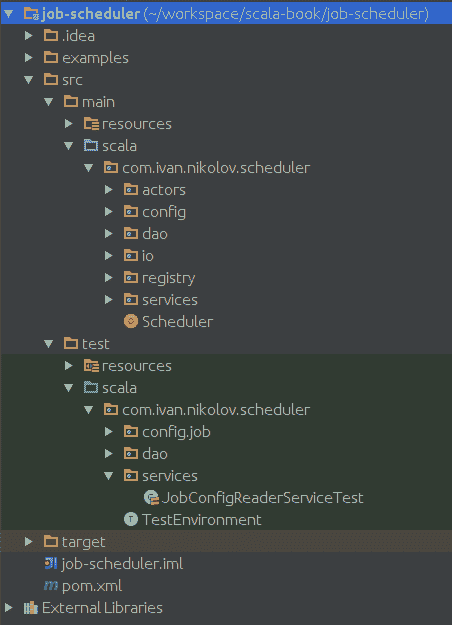 job-scheduler (~/workspace/scala-book/job-scheduler)
.idea
examples
src
main
resources
scala
com.ivan.nikolov.scheduler
actors
config
dao
io
registry
services
Scheduler
test
resources
scala
com.ivan.nikolov.scheduler
config.job
dao
services
JobConfigReaderServiceTest
TestEnvironment
target
job-scheduler.iml
pom.xml
External Libraries